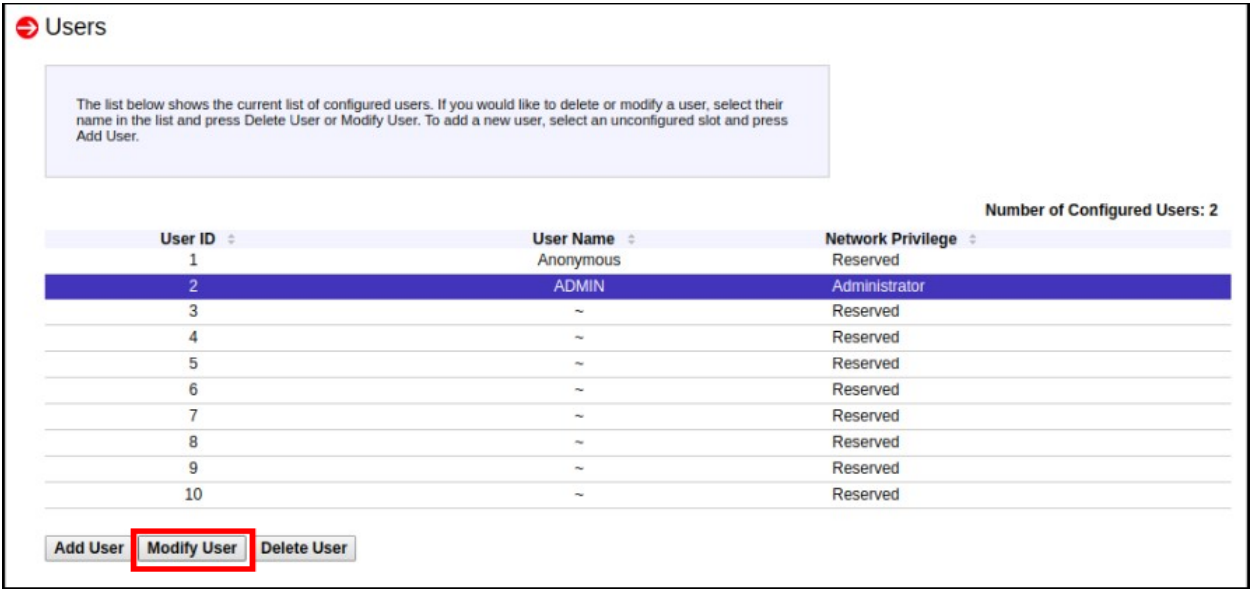 Users
The list below shows the current list of configured users. If you would like to delete or modify a user, select their
name in the list and press Delete User or Modify User. To add a new user, select an unconfigured slot and press
Add User.
Number of Configured Users: 2
User ID User Name Network Privilege
1 Anonymous Reserved
2 ADMIN Administrator
3 ~ Reserved
4 ~ Reserved
5 ~ Reserved
6 ~ Reserved
7 ~ Reserved
8 ~ Reserved
9 ~ Reserved
10 ~ Reserved
Add User Modify User Delete User